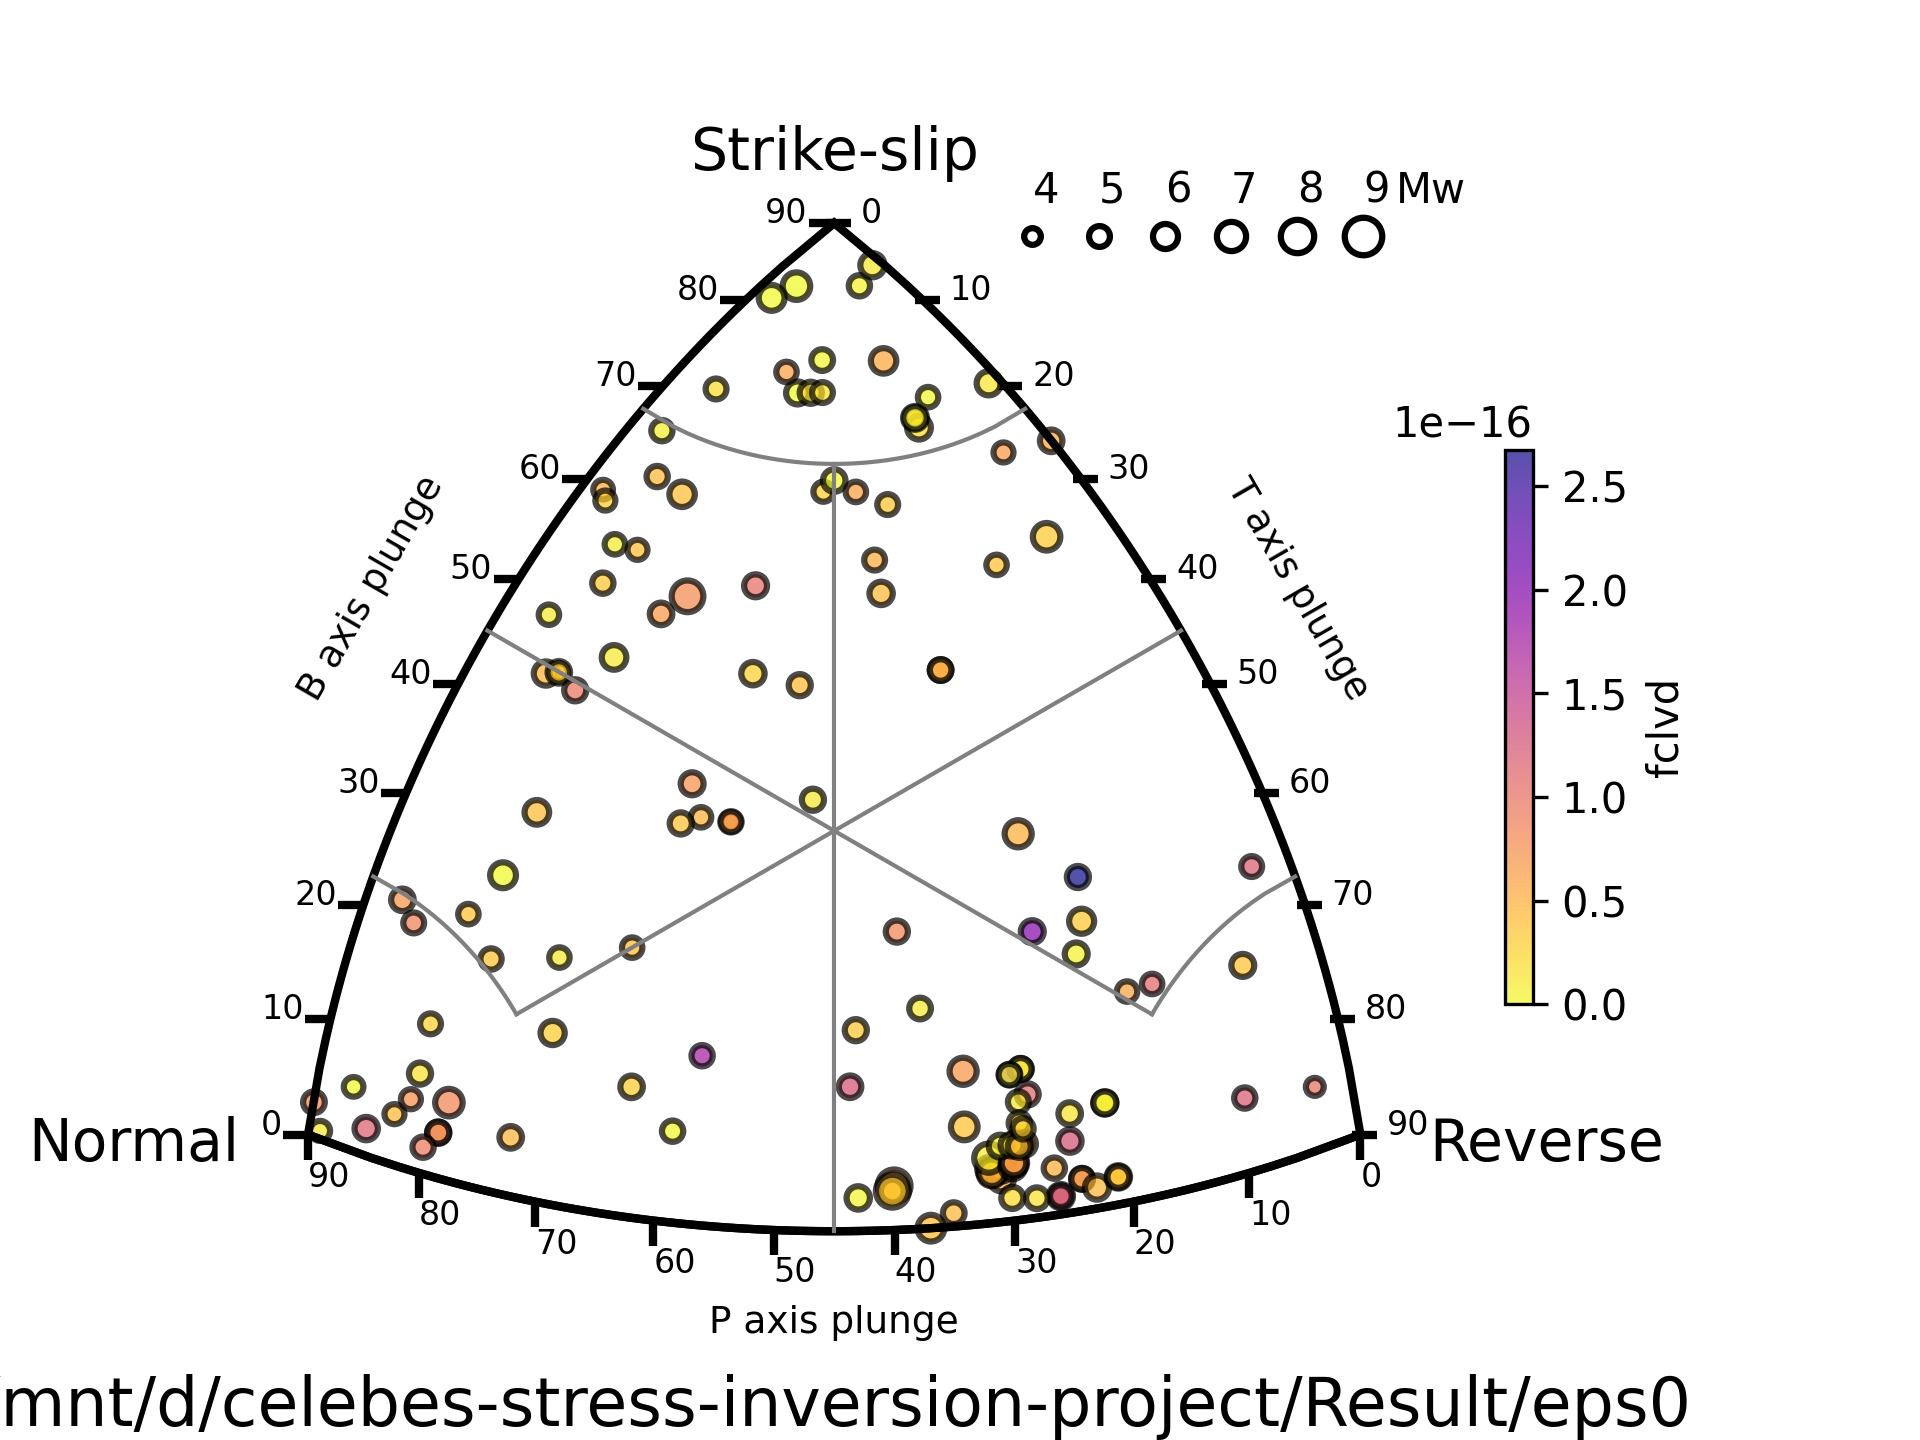 Strike-slip
4 5 6 7 8 9 Mw
90 0
80 10
70 20
60 30
50 40
40 50
30 60
20 70
10 80
0 90
B axis plunge
T axis plunge
1e−16
2.5
2.0
1.5
1.0
0.5
0.0
fclvd
Normal
Reverse
90 80 70 60 50 40 30 20 10 0
P axis plunge
/mnt/d/celebes-stress-inversion-project/Result/eps0